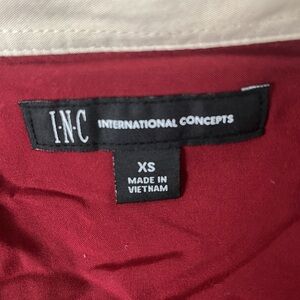 I·N·C INTERNATIONAL CONCEPTS
XS
MADE IN
VIETNAM